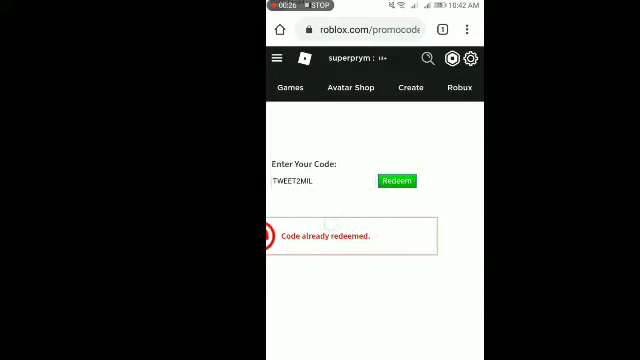 00:26 STOP 10:42 AM
roblox.com/promocode 1
superprym : 13+
Games Avatar Shop Create Robux
Enter Your Code:
TWEET2MIL Redeem
Code already redeemed.